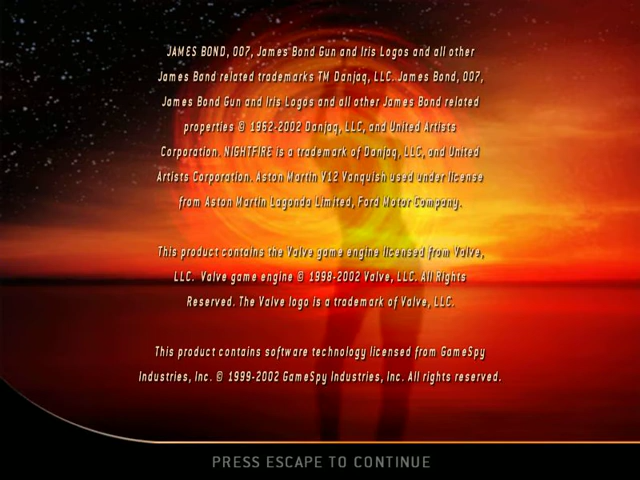 JAMES BOND, 007, James Bond Gun and Iris Logos and all other
James Bond related trademarks TM Danjaq, LLC. James Bond, 007,
James Bond Gun and Iris Logos and all other James Bond related
properties © 1962-2002 Danjaq, LLC, and United Artists
Corporation. NIGHTFIRE is a trademark of Danjaq, LLC, and United
Artists Corporation. Aston Martin V12 Vanquish used under license
from Aston Martin Lagonda Limited, Ford Motor Company.
This product contains the Valve game engine licensed from Valve,
LLC. Valve game engine © 1998-2002 Valve, LLC. All Rights
Reserved. The Valve logo is a trademark of Valve, LLC.
This product contains software technology licensed from GameSpy
Industries, Inc. © 1999-2002 GameSpy Industries, Inc. All rights reserved.
PRESS ESCAPE TO CONTINUE